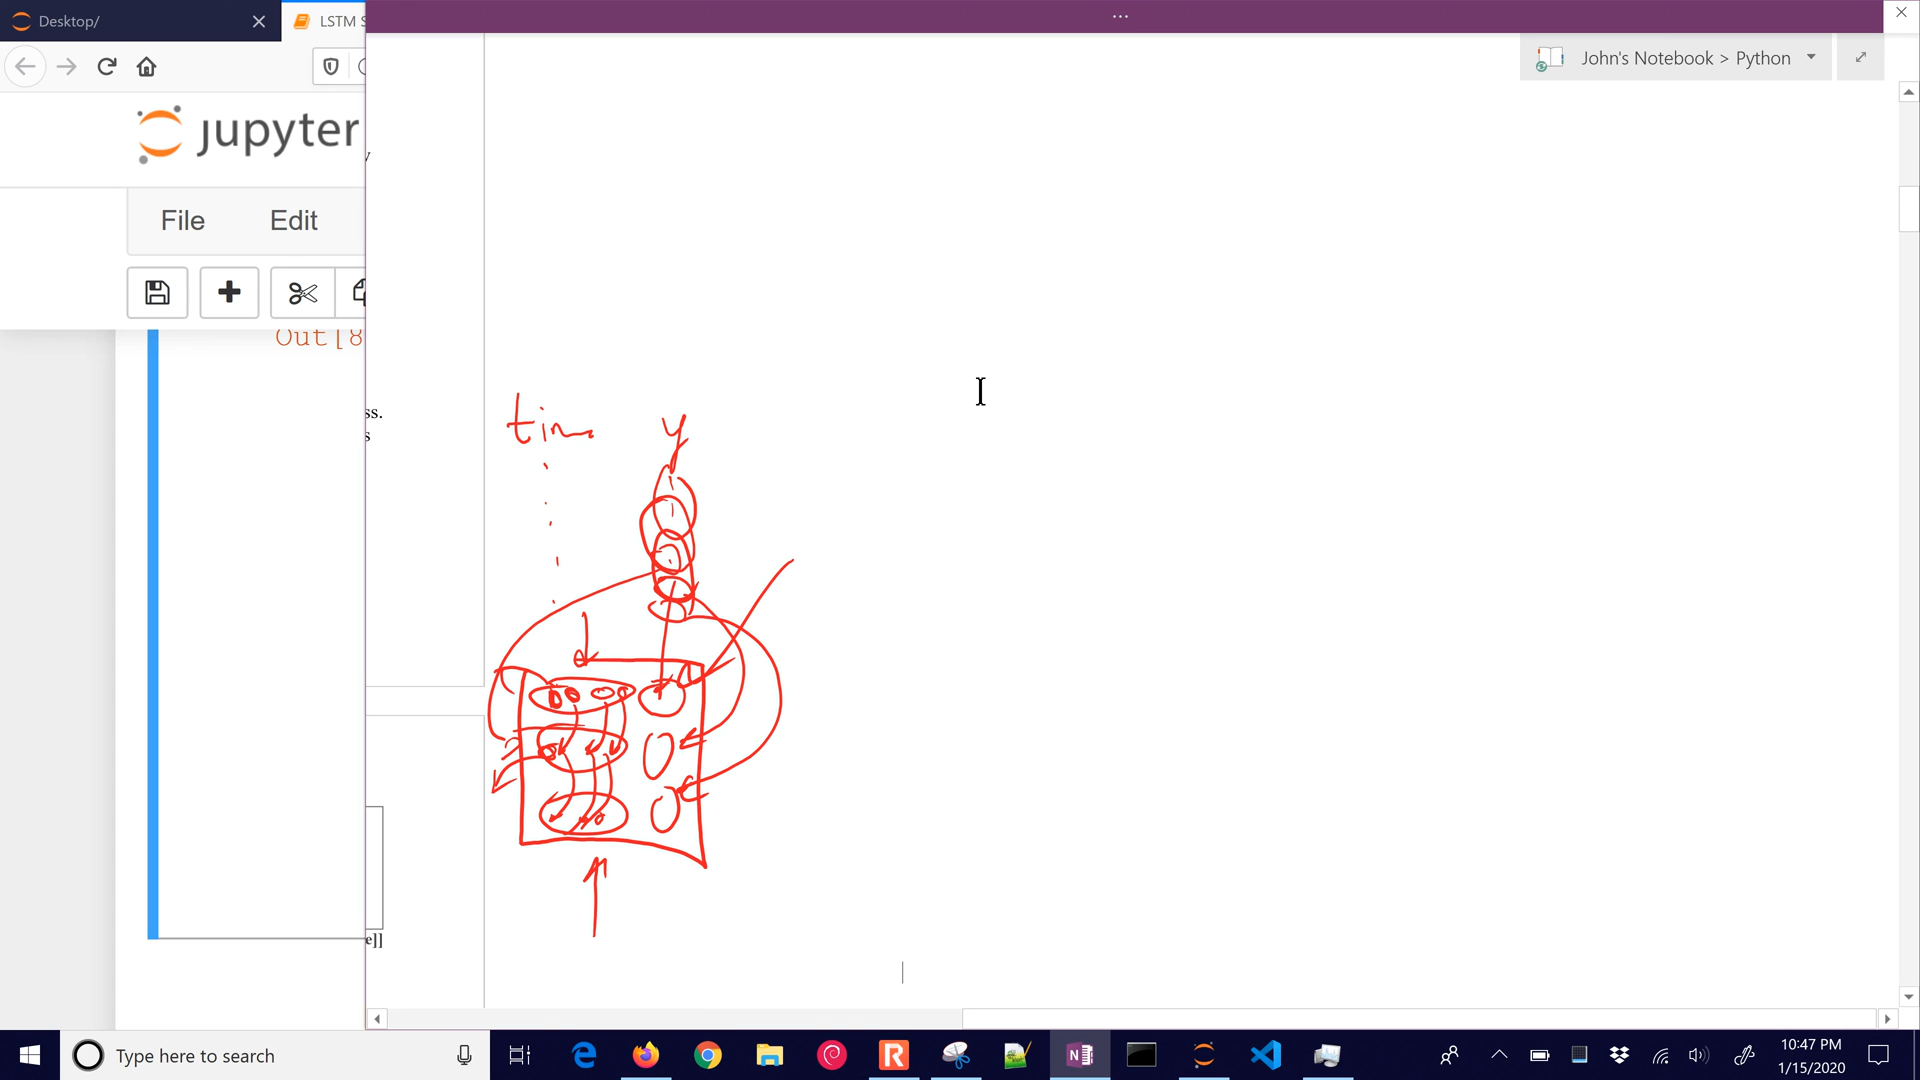 Desktop/
LSTM S
John's Notebook > Python
jupyter
File Edit
Out[8
ss.
s
time y
e]]
Type here to search
10:47 PM
1/15/2020